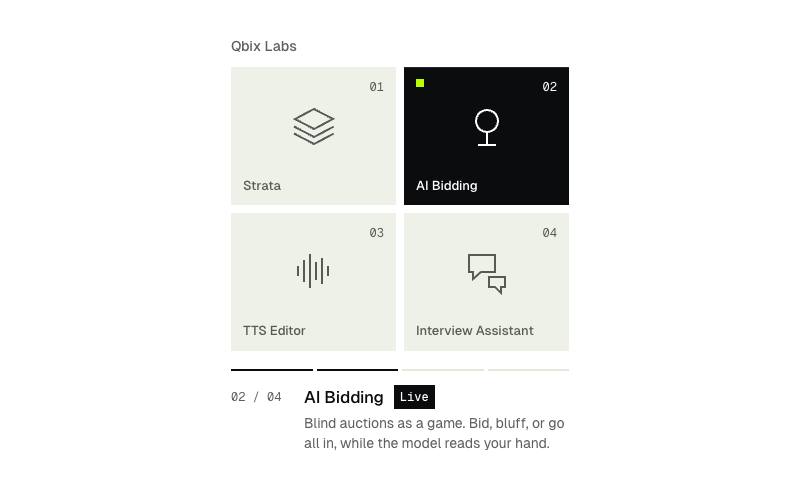 Qbix Labs
01
Strata
02
AI Bidding
03
TTS Editor
04
Interview Assistant
02 / 04
AI Bidding
Live
Blind auctions as a game. Bid, bluff, or go
all in, while the model reads your hand.